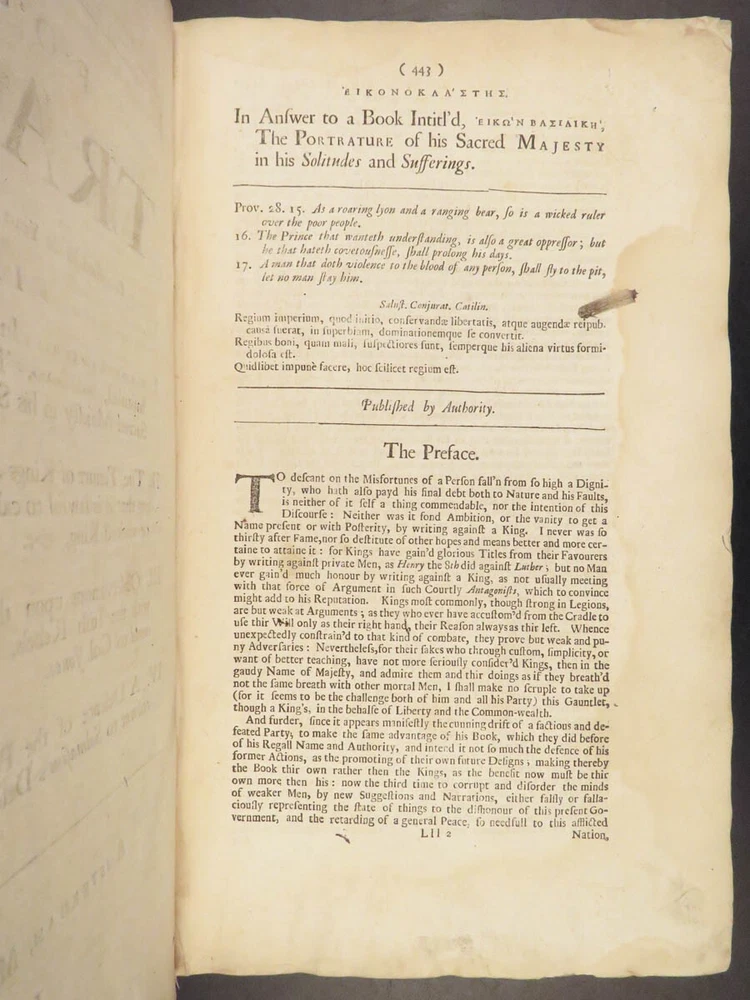 ( 443 )
ἘΙΚΟΝΟΚΛΆΣΤΗΣ.
In Anſwer to a Book Intitl'd, ἘΙΚΩ'Ν ΒΑΣΙΛΙΚΗ',
The PORTRATURE of his Sacred MAJESTY
in his Solitudes and Sufferings.
Prov. 28. 15. As a roaring lyon and a ranging bear, ſo is a wicked ruler
over the poor people.
16. The Prince that wanteth underſtanding, is alſo a great oppreſſor; but
he that hateth covetouſneſſe, ſhall prolong his days.
17. A man that doth violence to the blood of any perſon, ſhall fly to the pit,
let no man ſtay him.
Saluſt. Conjurat. Catilin.
Regium imperium, quod initio, conſervandæ libertatis, atque augendæ reipub.
causâ fuerat, in ſuperbiam, dominationemque ſe convertit.
Regibus boni, quam mali, ſuſpectiores ſunt, ſemperque his aliena virtus formi-
doloſa eſt.
Quidlibet impunè facere, hoc ſcilicet regium eſt.
Publiſhed by Authority.
The Preface.
TO deſcant on the Misfortunes of a Perſon fall'n from ſo high a Digni-
ty, who hath alſo payd his final debt both to Nature and his Faults,
is neither of it ſelf a thing commendable, nor the intention of this
Diſcourſe: Neither was it fond Ambition, or the vanity to get a
Name preſent or with Poſterity, by writing againſt a King. I never was ſo
thirſty after Fame, nor ſo deſtitute of other hopes and means better and more cer-
taine to attaine it: for Kings have gain'd glorious Titles from their Favourers
by writing againſt private Men, as Henry the 8th did againſt Luther; but no Man
ever gain'd much honour by writing againſt a King, as not uſually meeting
with that force of Argument in ſuch Courtly Antagoniſts, which to convince
might add to his Reputation. Kings moſt commonly, though ſtrong in Legions,
are but weak at Arguments; as they who ever have accuſtom'd from the Cradle to
uſe thir Will only as their right hand, their Reaſon always as thir left. Whence
unexpectedly conſtrain'd to that kind of combate, they prove but weak and pu-
ny Adverſaries: Nevertheleſs, for their ſakes who through cuſtom, ſimplicity, or
want of better teaching, have not more ſeriouſly conſider'd Kings, then in the
gaudy Name of Majeſty, and admire them and thir doings as if they breath'd
not the ſame breath with other mortal Men, I ſhall make no ſcruple to take up
(for it ſeems to be the challenge both of him and all his Party) this Gauntlet,
though a King's, in the behalfe of Liberty and the Common-wealth.
And furder, ſince it appears manifeſtly the cunning drift of a factious and de-
feated Party, to make the ſame advantage of his Book, which they did before
of his Regall Name and Authority, and intend it not ſo much the defence of his
former Actions, as the promoting of their own future Deſigns; making thereby
the Book thir own rather then the Kings, as the benefit now muſt be thir
own more then his: now the third time to corrupt and diſorder the minds
of weaker Men, by new Suggeſtions and Narrations, either falſly or falla-
ciouſly repreſenting the ſtate of things to the diſhonour of this preſent Go-
vernment, and the retarding of a general Peace, ſo needfull to this afflicted
Lll 2 Nation,